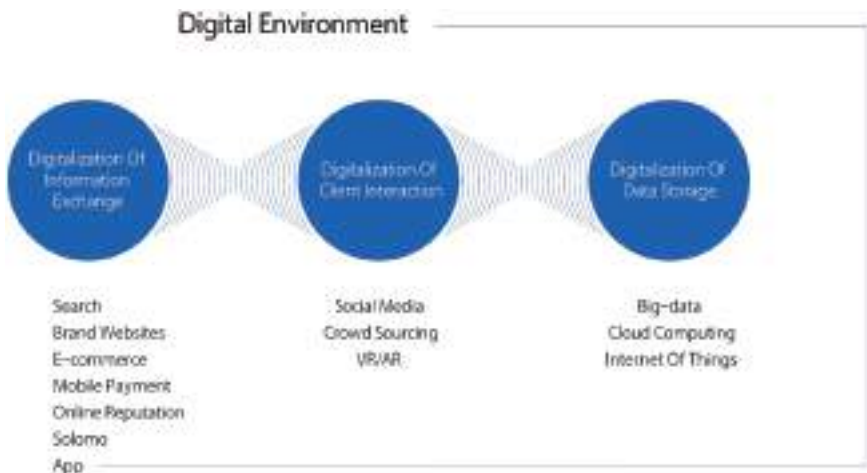 Digital Environment
Digitalization Of
Information
Exchange
Digitalization Of
Client Interaction
Digitalization Of
Data Storage
Search
Brand Websites
E-commerce
Mobile Payment
Online Reputation
Solomo
App
Social Media
Crowd Sourcing
VR/AR
Big-data
Cloud Computing
Internet Of Things